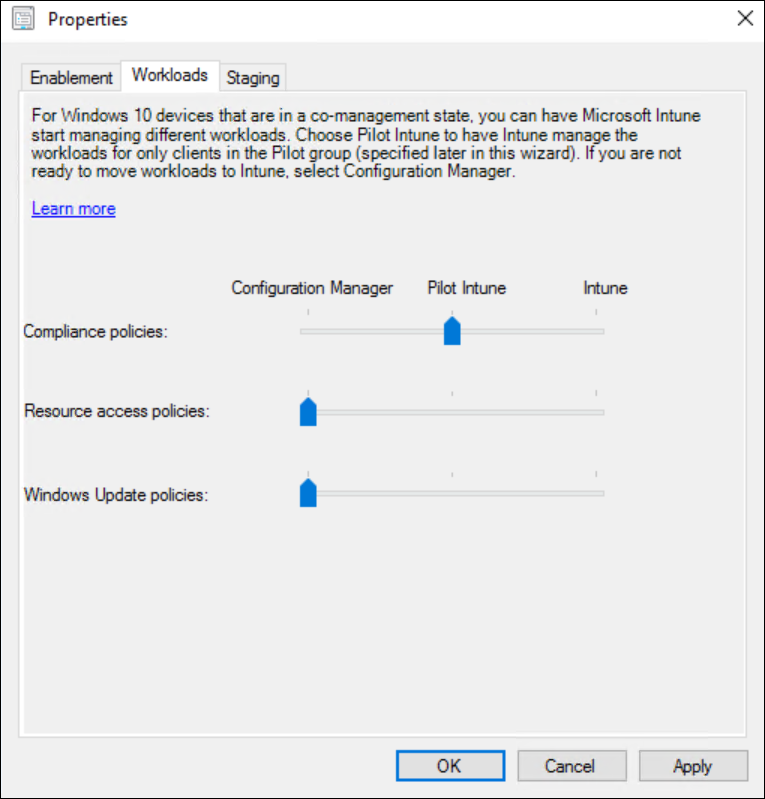 Properties
Enablement Workloads Staging
For Windows 10 devices that are in a co-management state, you can have Microsoft Intune
start managing different workloads. Choose Pilot Intune to have Intune manage the
workloads for only clients in the Pilot group (specified later in this wizard). If you are not
ready to move workloads to Intune, select Configuration Manager.
Learn more
Configuration Manager Pilot Intune Intune
Compliance policies:
Resource access policies:
Windows Update policies:
OK Cancel Apply